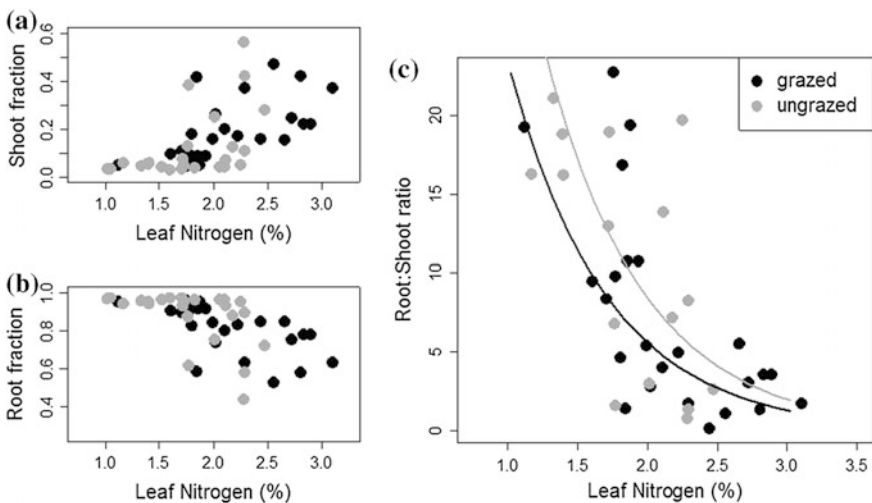 (a)
Shoot fraction
0.6
0.4
0.2
0.0
1.0 1.5 2.0 2.5 3.0
Leaf Nitrogen (%)
(b)
Root fraction
1.0
0.8
0.6
0.4
1.0 1.5 2.0 2.5 3.0
Leaf Nitrogen (%)
(c)
grazed
ungrazed
Root:Shoot ratio
20
15
10
5
0
1.0 1.5 2.0 2.5 3.0 3.5
Leaf Nitrogen (%)